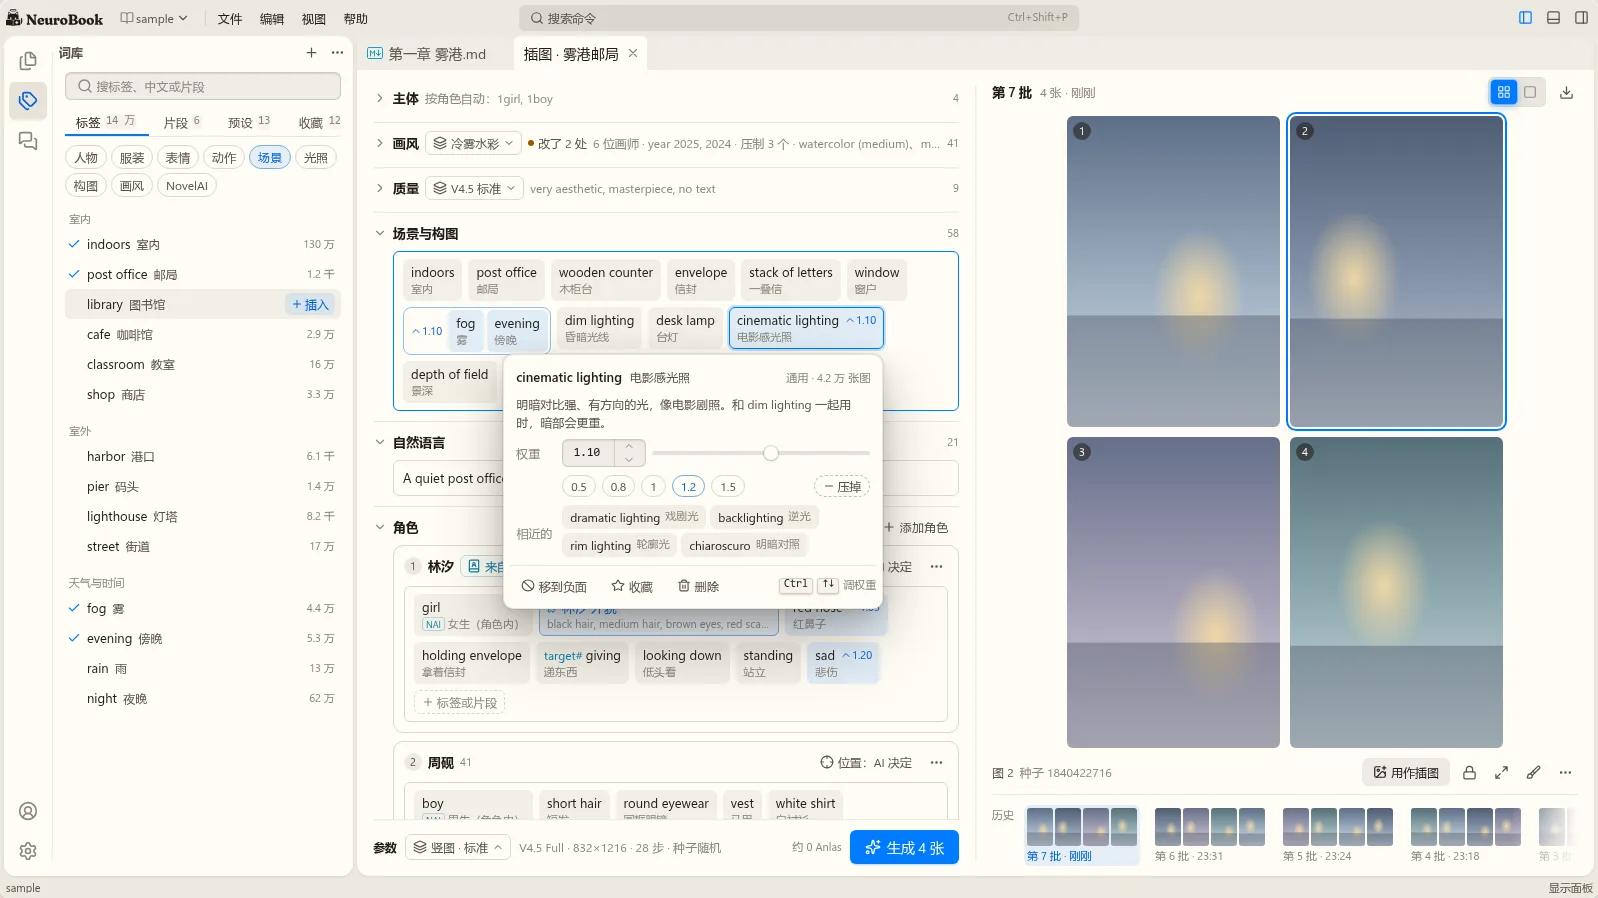 NeuroBook
sample
文件
编辑
视图
帮助
搜索命令
Ctrl+Shift+P
词库
搜标签、中文或片段
标签 14 万
片段 6
预设 13
收藏 12
人物
服装
表情
动作
场景
光照
构图
画风
NovelAI
室内
indoors 室内 130 万
post office 邮局 1.2 千
library 图书馆 + 插入
cafe 咖啡馆 2.9 万
classroom 教室 16 万
shop 商店 3.3 万
室外
harbor 港口 6.1 千
pier 码头 1.4 万
lighthouse 灯塔 8.2 千
street 街道 17 万
天气与时间
fog 雾 4.4 万
evening 傍晚 5.3 万
rain 雨 13 万
night 夜晚 62 万
第一章 雾港.md
插图 · 雾港邮局
主体 按角色自动：1girl, 1boy 4
画风 冷雾水彩 改了 2 处 6 位画师 · year 2025, 2024 · 压制 3 个 · watercolor (medium)、m... 41
质量 V4.5 标准 very aesthetic, masterpiece, no text 9
场景与构图 58
indoors 室内
post office 邮局
wooden counter 木柜台
envelope 信封
stack of letters 一叠信
window 窗户
1.10
fog 雾
evening 傍晚
dim lighting 昏暗光线
desk lamp 台灯
cinematic lighting 1.10 电影感光照
depth of field 景深
cinematic lighting 电影感光照 通用 · 4.2 万 张图
明暗对比强、有方向的光，像电影剧照。和 dim lighting 一起用
时，暗部会更重。
权重 1.10
0.5 0.8 1 1.2 1.5 压掉
相近的
dramatic lighting 戏剧光
backlighting 逆光
rim lighting 轮廓光
chiaroscuro 明暗对照
移到负面
收藏
删除
Ctrl ↑↓ 调权重
自然语言 21
A quiet post offic
角色
+ 添加角色
1 林汐 来自 决定
girl
NAI 女生（角色内）
black hair, medium hair, brown eyes, red sca...
红鼻子
holding envelope 拿着信封
target# giving 递东西
looking down 低头看
standing 站立
sad 1.20 悲伤
+ 标签或片段
2 周砚 41 位置：AI 决定
boy
short hair
round eyewear
vest
white shirt
参数 竖图 · 标准 V4.5 Full · 832×1216 · 28 步 · 种子随机 约 0 Anlas 生成 4 张
第 7 批 4 张 · 刚刚
1
2
3
4
图 2 种子 1840422716
用作插图
历史
第 7 批 · 刚刚
第 6 批 · 23:31
第 5 批 · 23:24
第 4 批 · 23:18
第 3 批
sample
显示面板